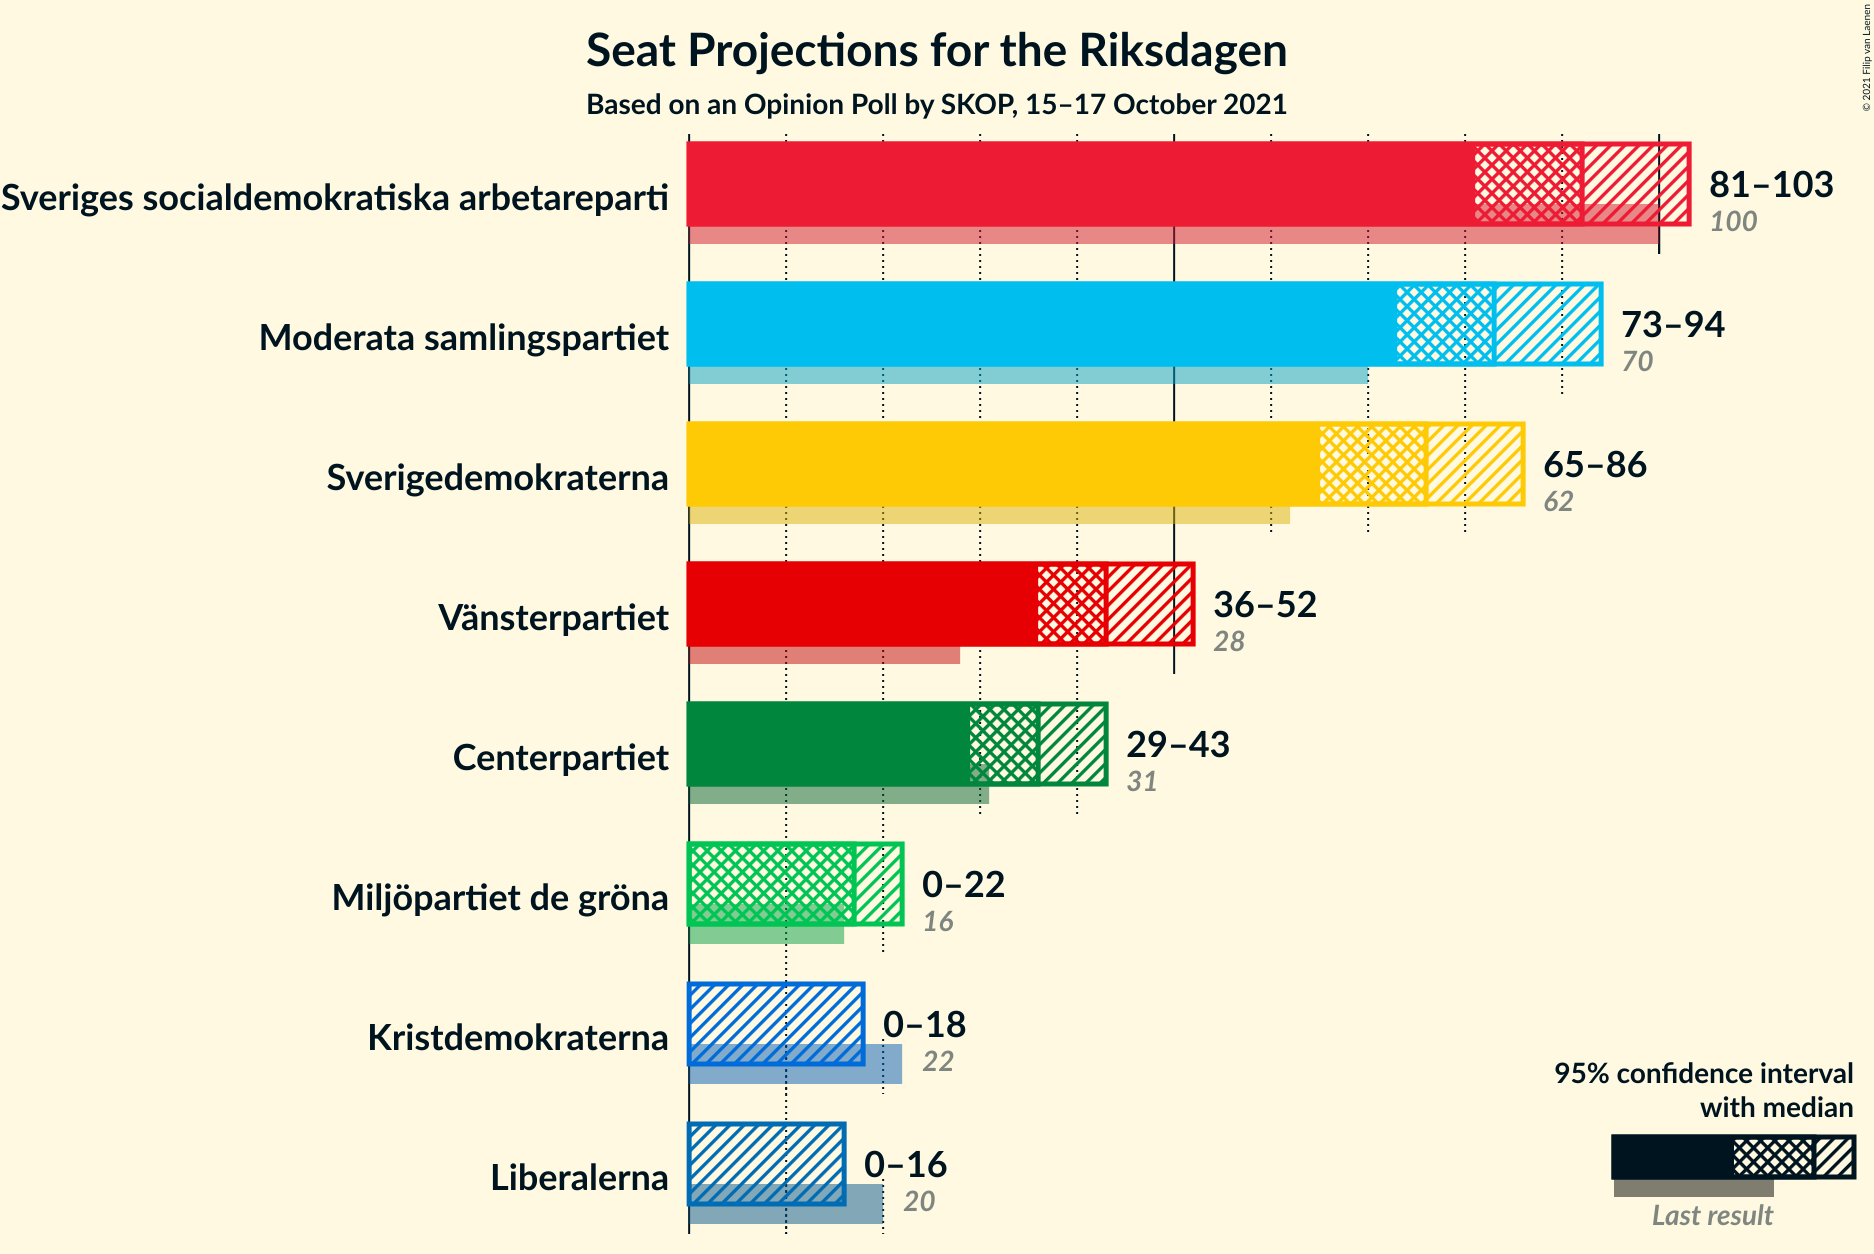 Seat Projections for the Riksdagen
Based on an Opinion Poll by SKOP, 15–17 October 2021
© 2021 Filip van Laenen
Sveriges socialdemokratiska arbetareparti
81–103
100
Moderata samlingspartiet
73–94
70
Sverigedemokraterna
65–86
62
Vänsterpartiet
36–52
28
Centerpartiet
29–43
31
Miljöpartiet de gröna
0–22
16
Kristdemokraterna
0–18
22
Liberalerna
0–16
20
95% confidence interval
with median
Last result